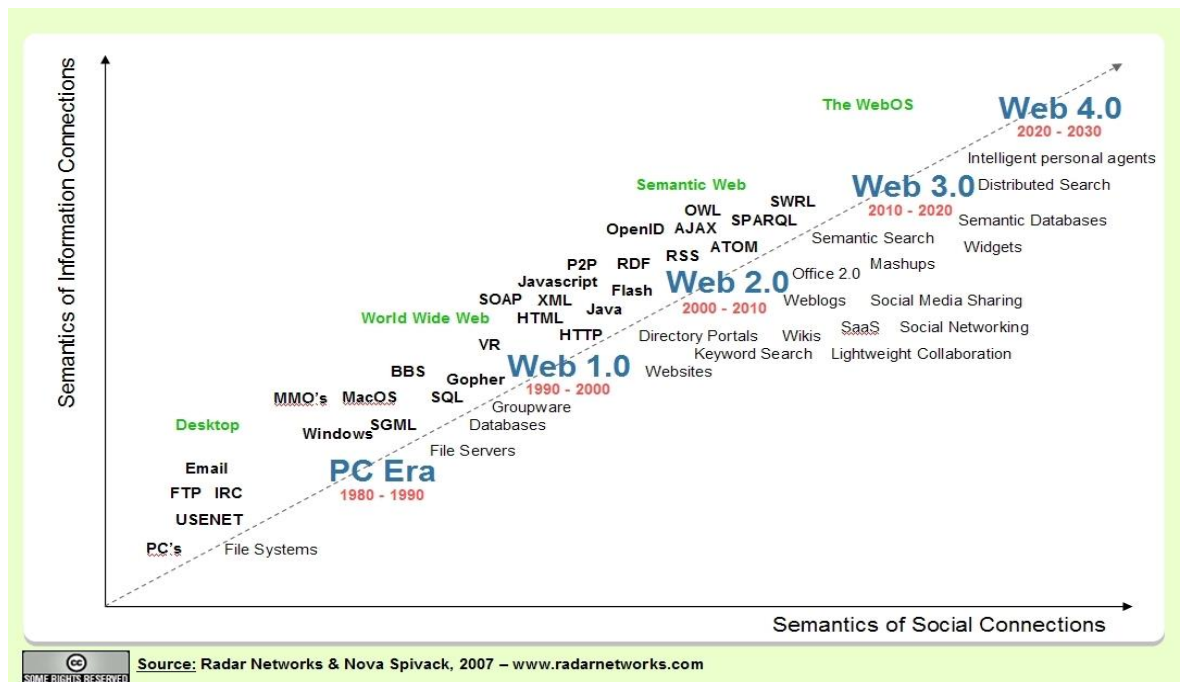 Semantics of Information Connections
The WebOS
Web 4.0
2020 - 2030
Intelligent personal agents
Semantic Web
Web 3.0
Distributed Search
2010 - 2020
SWRL
OWL
SPARQL
Semantic Databases
OpenID
AJAX
Semantic Search
ATOM
Widgets
RSS
P2P
RDF
Mashups
Office 2.0
Web 2.0
Javascript
Flash
SOAP
XML
2000 - 2010
Weblogs
Social Media Sharing
Java
World Wide Web
HTML
HTTP
Directory Portals
Wikis
SaaS
Social Networking
VR
Keyword Search
Lightweight Collaboration
Web 1.0
Websites
BBS
Gopher
1990 - 2000
MMO's
MacOS
SQL
Groupware
Desktop
SGML
Databases
Windows
File Servers
Email
PC Era
FTP
IRC
1980 - 1990
USENET
PC's
File Systems
Semantics of Social Connections
cc
SOME RIGHTS RESERVED
Source: Radar Networks & Nova Spivack, 2007 – www.radarnetworks.com